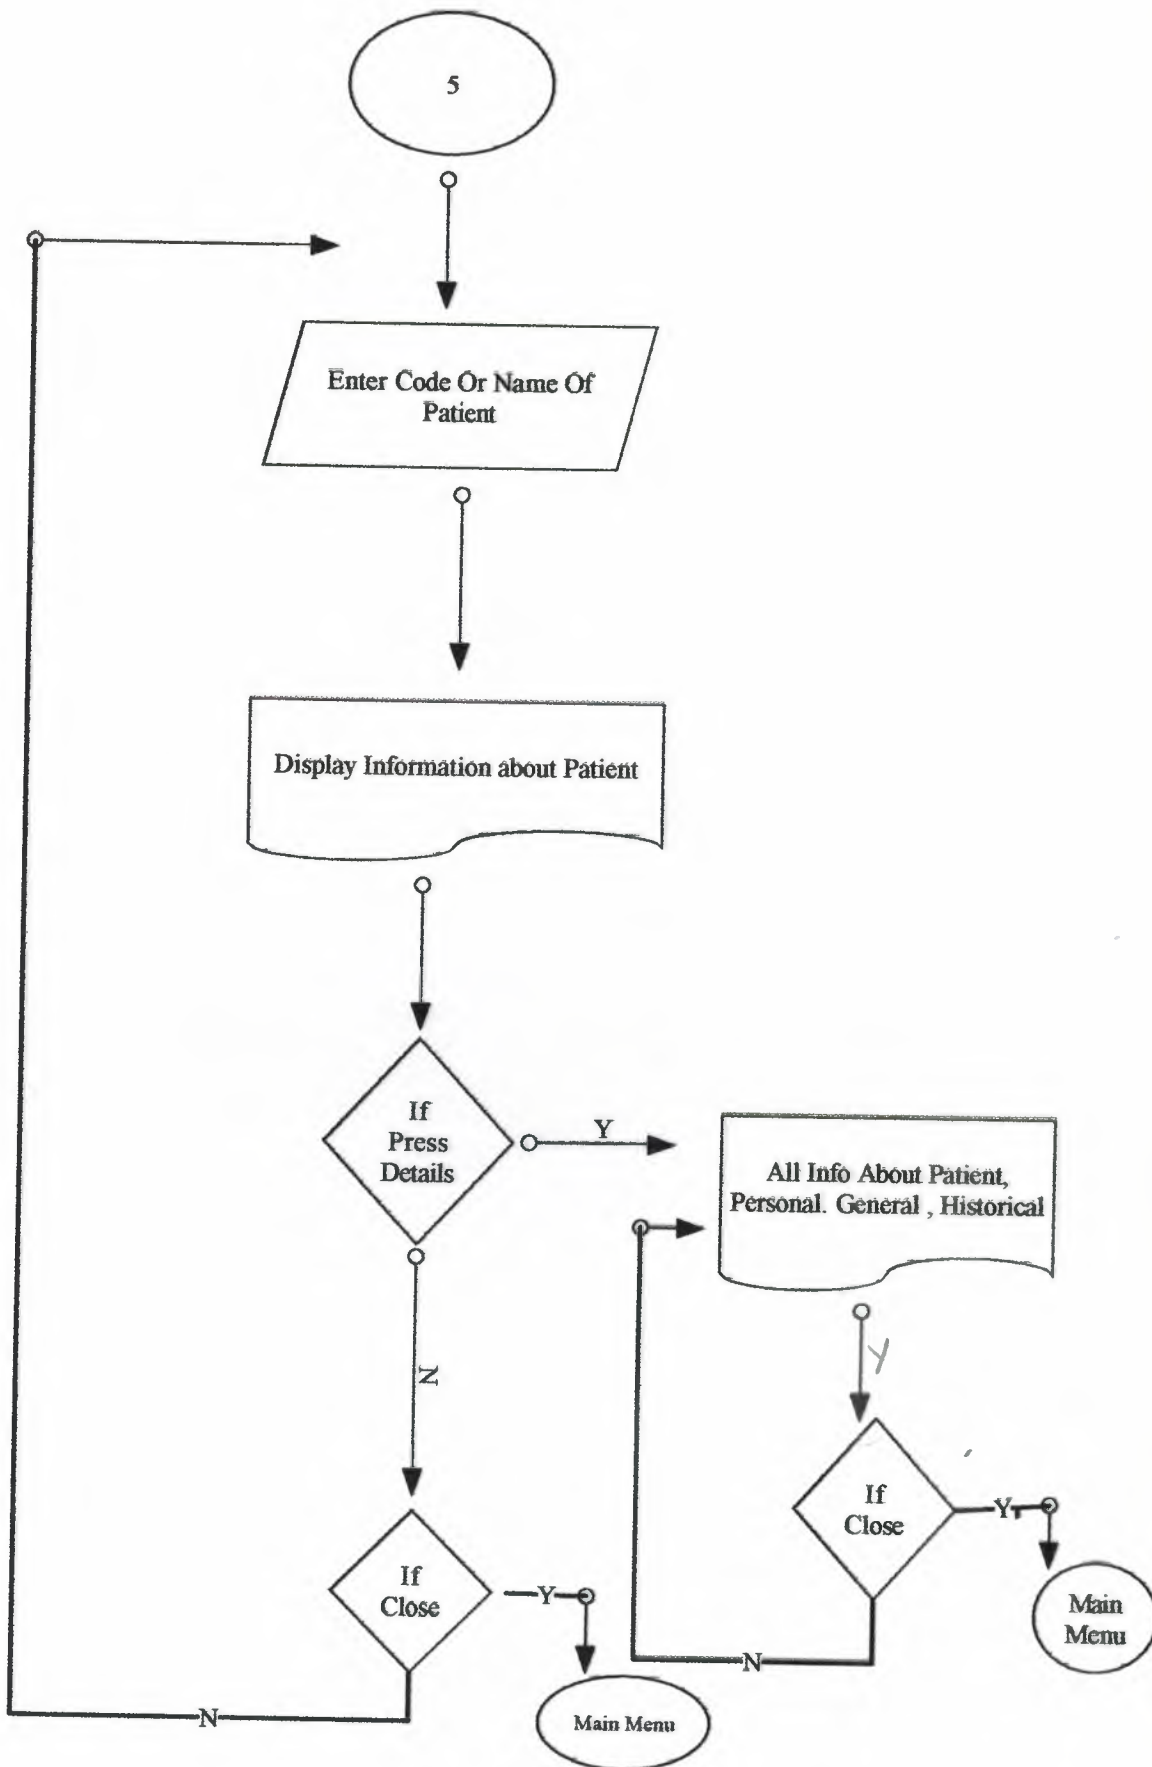 5
Enter Code Or Name Of
Patient
Display Information about Patient
If
Press
Details
Y
All Info About Patient,
Personal. General , Historical
N
Y
If
Close
Y
Main
Menu
N
If
Close
Y
Main Menu
N